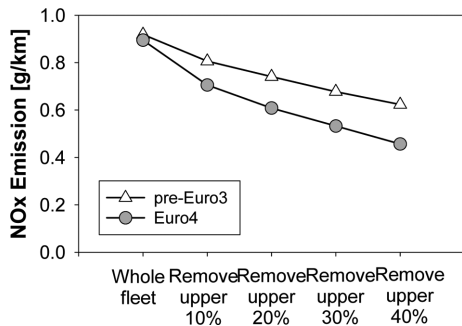 NOx Emission [g/km]
1.0
0.8
0.6
0.4
0.2
0.0
pre-Euro3
Euro4
Whole Remove Remove Remove Remove
fleet upper upper upper upper
10% 20% 30% 40%